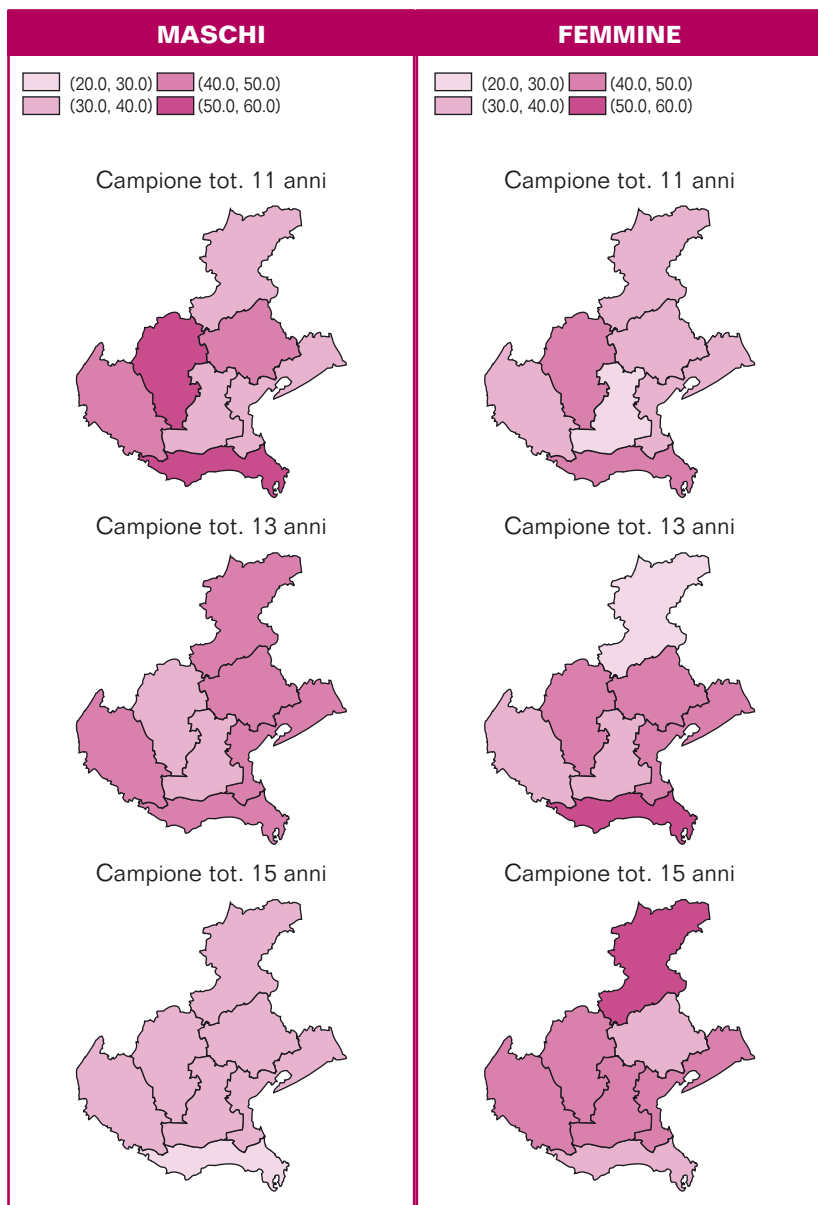 MASCHI
(20.0, 30.0) (40.0, 50.0)
(30.0, 40.0) (50.0, 60.0)
Campione tot. 11 anni
Campione tot. 13 anni
Campione tot. 15 anni
FEMMINE
(20.0, 30.0) (40.0, 50.0)
(30.0, 40.0) (50.0, 60.0)
Campione tot. 11 anni
Campione tot. 13 anni
Campione tot. 15 anni